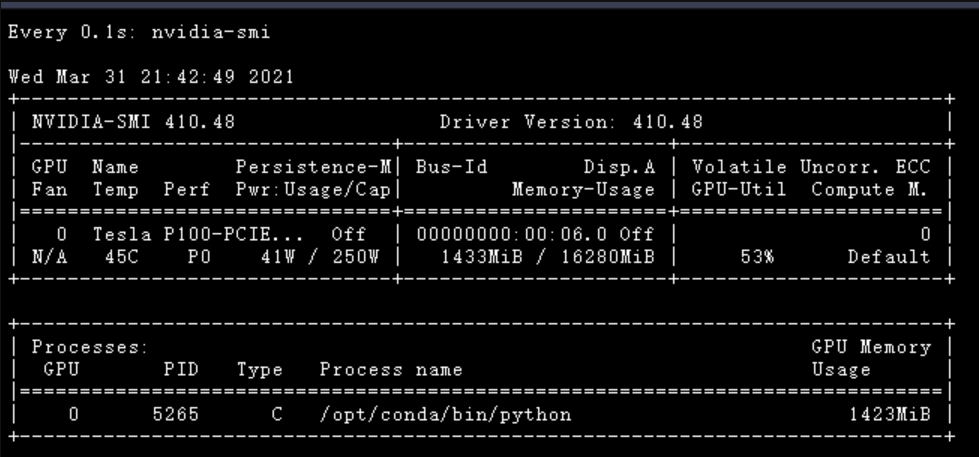 Every 0.1s: nvidia-smi
Wed Mar 31 21:42:49 2021
+-----------------------------------------------------------------------------+
| NVIDIA-SMI 410.48                 Driver Version: 410.48                    |
|-------------------------------+----------------------+----------------------+
| GPU  Name        Persistence-M| Bus-Id        Disp.A | Volatile Uncorr. ECC |
| Fan  Temp  Perf  Pwr:Usage/Cap|         Memory-Usage | GPU-Util  Compute M. |
|===============================+======================+======================|
|   0  Tesla P100-PCIE...  Off  | 00000000:00:06.0 Off |                    0 |
| N/A   45C    P0    41W / 250W |   1433MiB / 16280MiB |     53%      Default |
+-------------------------------+----------------------+----------------------+
+-----------------------------------------------------------------------------+
| Processes:                                                       GPU Memory |
|  GPU       PID   Type   Process name                             Usage      |
|=============================================================================|
|    0      5265      C   /opt/conda/bin/python                       1423MiB |
+-----------------------------------------------------------------------------+